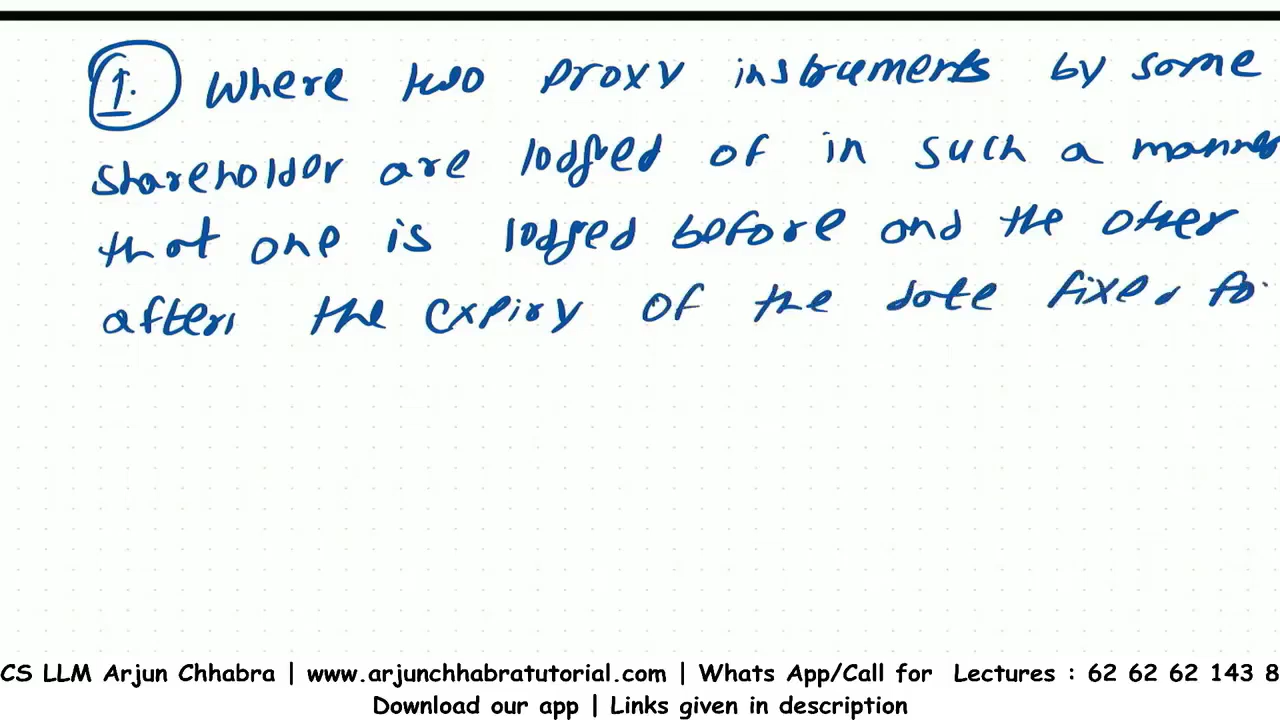 1. Where two proxy instruments by some
shareholder are lodged of in such a manner
that one is lodged before and the other
after, the expiry of the date fixed for
CS LLM Arjun Chhabra | www.arjunchhabratutorial.com | Whats App/Call for Lectures : 62 62 62 143 8
Download our app | Links given in description